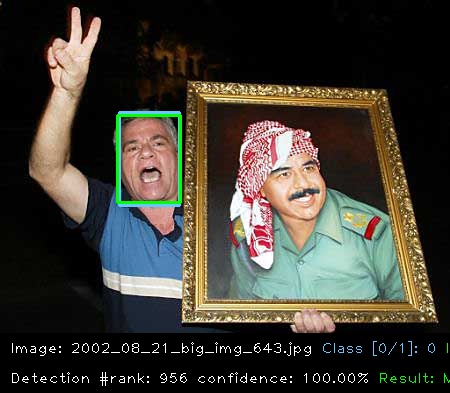 Image: 2002_08_21_big_img_643.jpg Class [0/1]: 0
Detection #rank: 956 confidence: 100.00% Result: